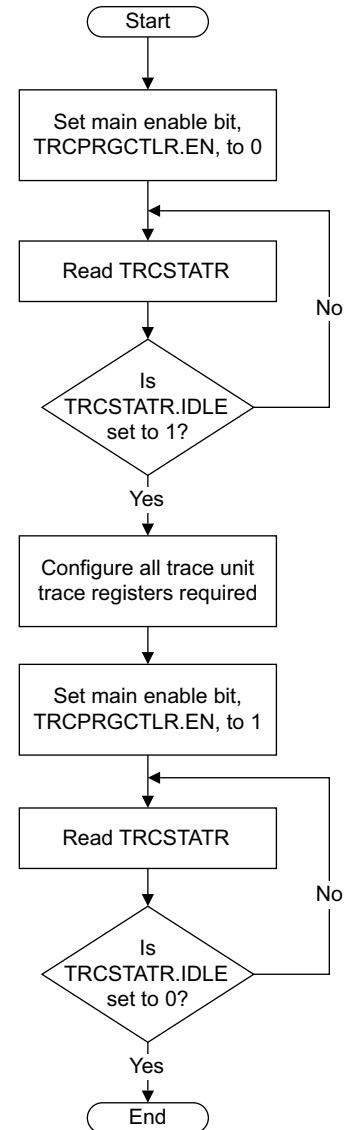 Start
Set main enable bit,
TRCPRGCTLR.EN, to 0
Read TRCSTATR
No
Is
TRCSTATR.IDLE
set to 1?
Yes
Configure all trace unit
trace registers required
Set main enable bit,
TRCPRGCTLR.EN, to 1
Read TRCSTATR
No
Is
TRCSTATR.IDLE
set to 0?
Yes
End